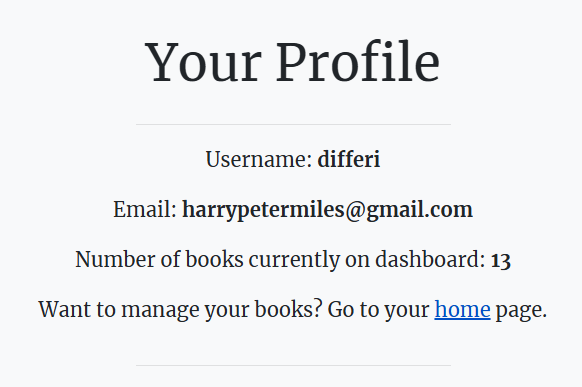 Your Profile
Username: differi
Email: harrypetermiles@gmail.com
Number of books currently on dashboard: 13
Want to manage your books? Go to your home page.